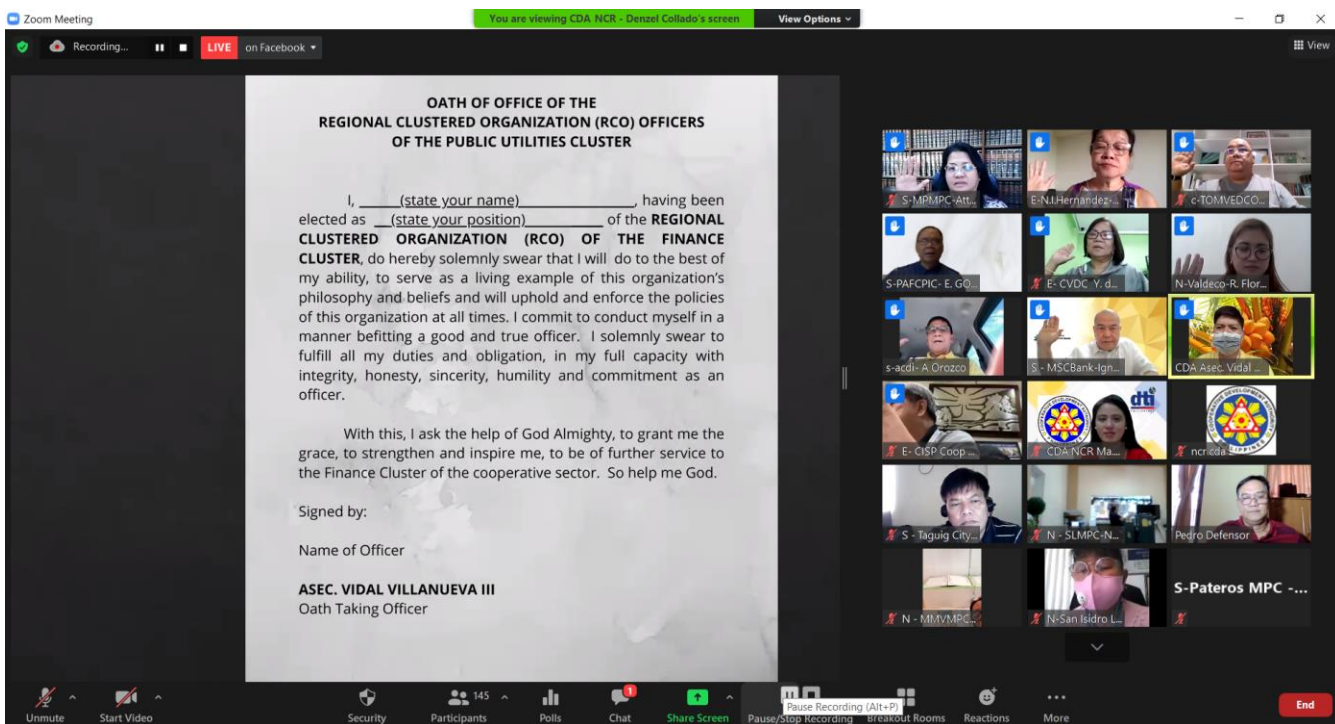 Zoom Meeting
You are viewing CDA NCR - Denzel Collado's screen
View Options
Recording...
LIVE
on Facebook
View
OATH OF OFFICE OF THE
REGIONAL CLUSTERED ORGANIZATION (RCO) OFFICERS
OF THE PUBLIC UTILITIES CLUSTER
I, ______(state your name)________________, having been
elected as __(state your position)___________ of the REGIONAL
CLUSTERED ORGANIZATION (RCO) OF THE FINANCE
CLUSTER, do hereby solemnly swear that I will do to the best of
my ability, to serve as a living example of this organization's
philosophy and beliefs and will uphold and enforce the policies
of this organization at all times. I commit to conduct myself in a
manner befitting a good and true officer. I solemnly swear to
fulfill all my duties and obligation, in my full capacity with
integrity, honesty, sincerity, humility and commitment as an
officer.
With this, I ask the help of God Almighty, to grant me the
grace, to strengthen and inspire me, to be of further service to
the Finance Cluster of the cooperative sector. So help me God.
Signed by:
Name of Officer
ASEC. VIDAL VILLANUEVA III
Oath Taking Officer
S-MPMPC-Att...
E-N.I.Hernandez-...
c-TOMVEDCO...
S-PAFCPIC- E. GO...
E- CVDC Y. d...
N-Valdeco-R. Flor...
s-acdi- A Orozco
S - MSCBank-Ign...
CDA Asec. Vidal ...
E- CISP Coop ...
dti
CDA NCR Ma...
ncr cda
S - Taguig City...
N - SLMPC-N...
Pedro Defensor
N - MMVMPC...
N-San Isidro L...
S-Pateros MPC -...
Unmute
Start Video
Security
145
Participants
Polls
1
Chat
Share Screen
Pause/Stop Recording
Pause Recording (Alt+P)
Breakout Rooms
Reactions
More
End